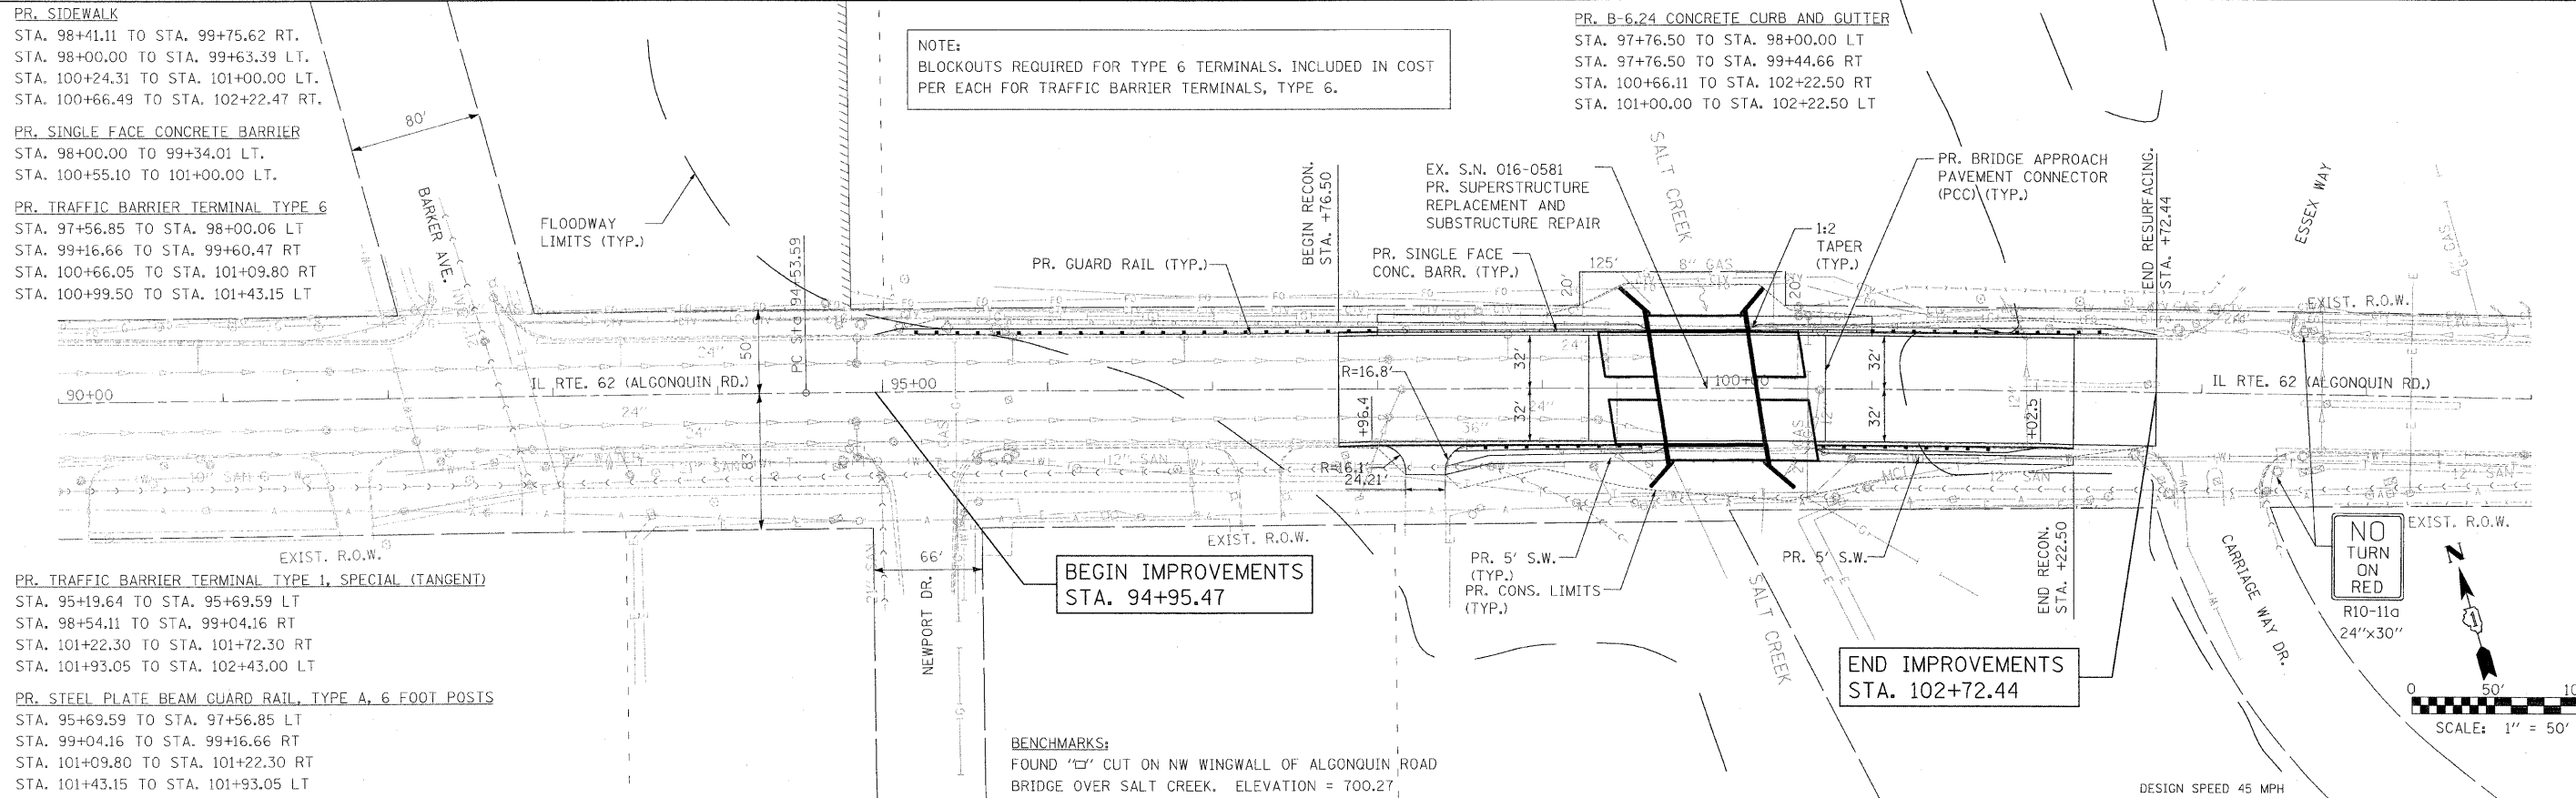 PR. SIDEWALK
STA. 98+41.11 TO STA. 99+75.62 RT.
STA. 98+00.00 TO STA. 99+63.39 LT.
STA. 100+24.31 TO STA. 101+00.00 LT.
STA. 100+66.49 TO STA. 102+22.47 RT.
PR. SINGLE FACE CONCRETE BARRIER
STA. 98+00.00 TO 99+34.01 LT.
STA. 100+55.10 TO 101+00.00 LT.
PR. TRAFFIC BARRIER TERMINAL TYPE 6
STA. 97+56.85 TO STA. 98+00.06 LT
STA. 99+16.66 TO STA. 99+60.47 RT
STA. 100+66.05 TO STA. 101+09.80 RT
STA. 100+99.50 TO STA. 101+43.15 LT
80'
BARKER AVE.
FLOODWAY
LIMITS (TYP.)
NOTE:
BLOCKOUTS REQUIRED FOR TYPE 6 TERMINALS. INCLUDED IN COST
PER EACH FOR TRAFFIC BARRIER TERMINALS, TYPE 6.
PR. B-6.24 CONCRETE CURB AND GUTTER
STA. 97+76.50 TO STA. 98+00.00 LT
STA. 97+76.50 TO STA. 99+44.66 RT
STA. 100+66.11 TO STA. 102+22.50 RT
STA. 101+00.00 TO STA. 102+22.50 LT
PC Sta 94+53.59
PR. GUARD RAIL (TYP.)
BEGIN RECON.
STA. +76.50
EX. S.N. 016-0581
PR. SUPERSTRUCTURE
REPLACEMENT AND
SUBSTRUCTURE REPAIR
PR. SINGLE FACE
CONC. BARR. (TYP.)
SALT CREEK
125'
8" GAS
20'
20'
1:2
TAPER
(TYP.)
PR. BRIDGE APPROACH
PAVEMENT CONNECTOR
(PCC) (TYP.)
END RESURFACING.
STA. +72.44
ESSEX WAY
EXIST. R.O.W.
90+00
IL RTE. 62 (ALGONQUIN RD.)
50'
83'
95+00
24"
24"
24"
R=16.8'
+96.4
32'
32'
24"
24"
36"
100+00
32'
32'
+02.5
IL RTE. 62 (ALGONQUIN RD.)
10" SAN
12" SAN
R=16.1'
24.21'
12" SAN
12" SAN
EXIST. R.O.W.
66'
NEWPORT DR.
EXIST. R.O.W.
BEGIN IMPROVEMENTS
STA. 94+95.47
PR. 5' S.W.
(TYP.)
PR. CONS. LIMITS
(TYP.)
SALT CREEK
PR. 5' S.W.
END RECON.
STA. +22.50
END IMPROVEMENTS
STA. 102+72.44
CARRIAGE WAY DR.
EXIST. R.O.W.
NO
TURN
ON
RED
R10-11a
24"x30"
N
1
0 50'
SCALE: 1" = 50'
PR. TRAFFIC BARRIER TERMINAL TYPE 1, SPECIAL (TANGENT)
STA. 95+19.64 TO STA. 95+69.59 LT
STA. 98+54.11 TO STA. 99+04.16 RT
STA. 101+22.30 TO STA. 101+72.30 RT
STA. 101+93.05 TO STA. 102+43.00 LT
PR. STEEL PLATE BEAM GUARD RAIL, TYPE A, 6 FOOT POSTS
STA. 95+69.59 TO STA. 97+56.85 LT
STA. 99+04.16 TO STA. 99+16.66 RT
STA. 101+09.80 TO STA. 101+22.30 RT
STA. 101+43.15 TO STA. 101+93.05 LT
BENCHMARKS:
FOUND "□" CUT ON NW WINGWALL OF ALGONQUIN ROAD
BRIDGE OVER SALT CREEK. ELEVATION = 700.27
DESIGN SPEED 45 MPH